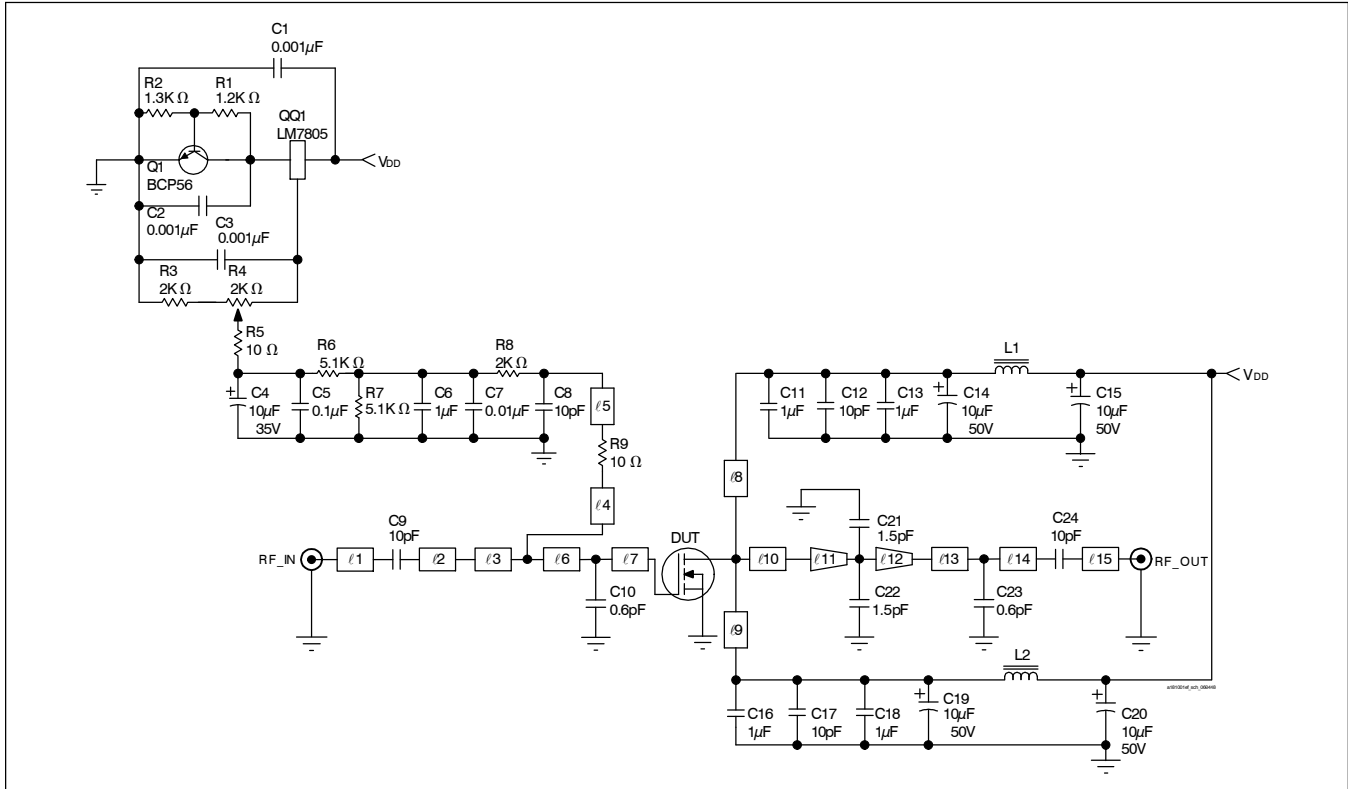 C1
0.001µF
R2
1.3K Ω
R1
1.2K Ω
QQ1
LM7805
VDD
Q1
BCP56
C2
0.001µF
C3
0.001µF
R3
2K Ω
R4
2K Ω
R5
10 Ω
R6
5.1K Ω
R8
2K Ω
C4
10µF
35V
C5
0.1µF
R7
5.1K Ω
C6
1µF
C7
0.01µF
C8
10pF
ℓ5
R9
10 Ω
ℓ4
L1
VDD
C11
1µF
C12
10pF
C13
1µF
+
C14
10µF
50V
+
C15
10µF
50V
+
ℓ8
RF_IN
ℓ1
C9
10pF
ℓ2
ℓ3
ℓ6
ℓ7
C10
0.6pF
DUT
C21
1.5pF
ℓ10
ℓ11
ℓ12
ℓ13
ℓ14
C24
10pF
ℓ15
RF_OUT
C22
1.5pF
C23
0.6pF
ℓ9
L2
C16
1µF
C17
10pF
C18
1µF
+
C19
10µF
50V
+
C20
10µF
50V